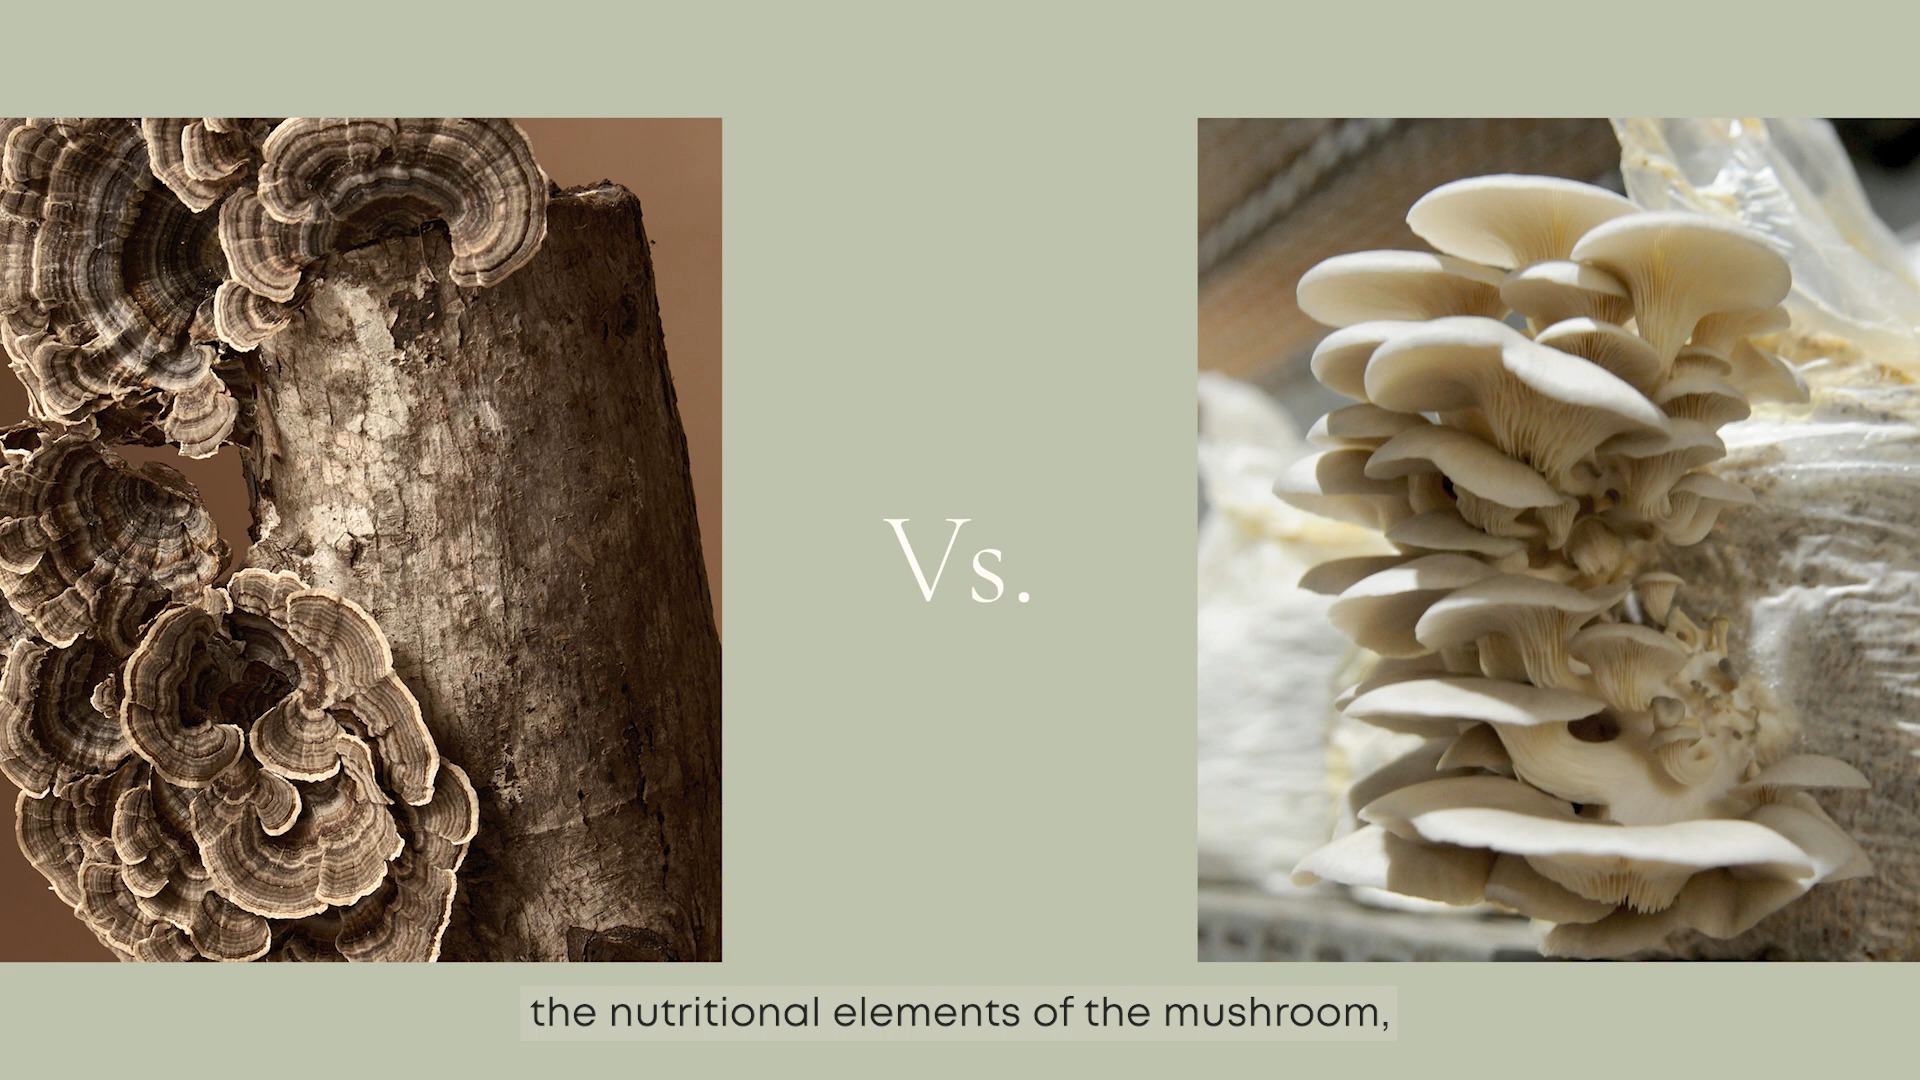 Vs.
the nutritional elements of the mushroom,